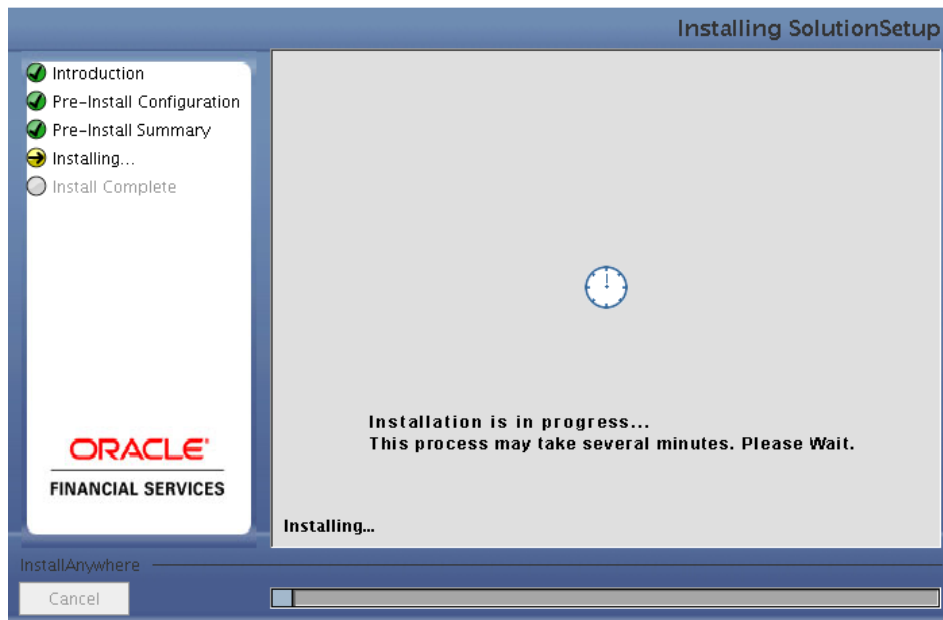 Installing SolutionSetup
Introduction
Pre-Install Configuration
Pre-Install Summary
Installing...
Install Complete
ORACLE
FINANCIAL SERVICES
Installation is in progress...
This process may take several minutes. Please Wait.
Installing...
InstallAnywhere
Cancel